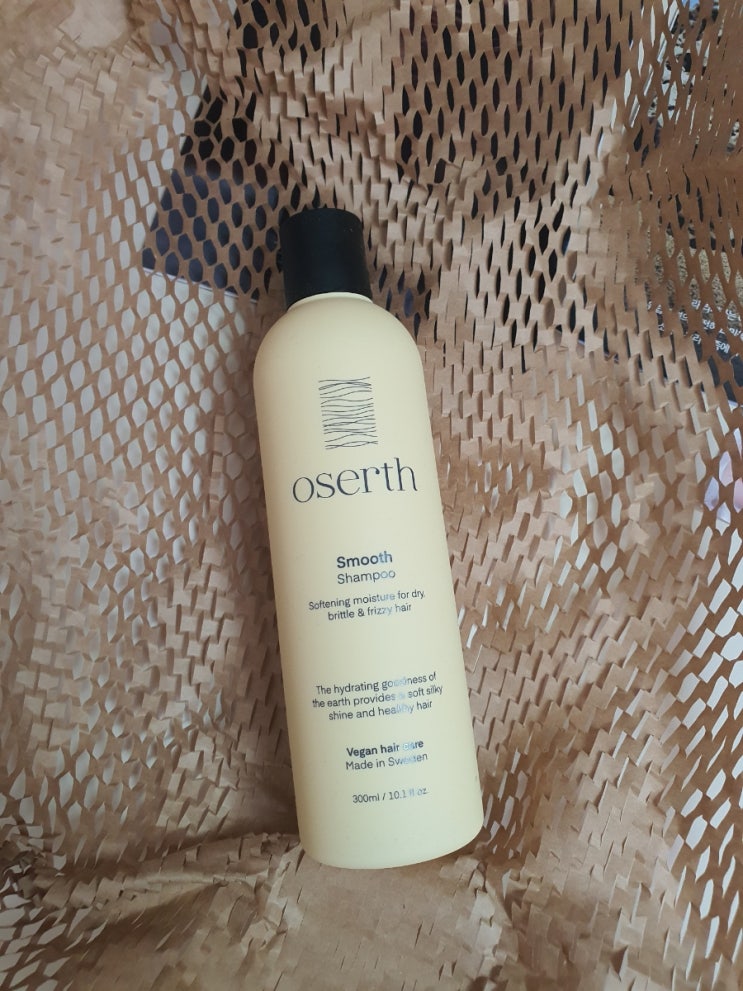 oserth
Smooth
Shampoo
Softening moisture for dry,
brittle & frizzy hair
The hydrating goodness of
the earth provides a soft silky
shine and healthy hair
Vegan hair care
Made in Sweden
300ml / 10.1 fl oz